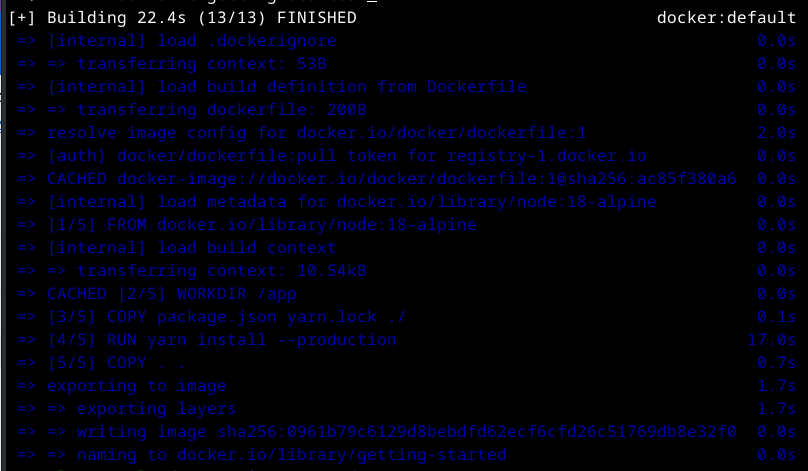 [+] Building 22.4s (13/13) FINISHED docker:default
=> [internal] load .dockerignore 0.0s
=> => transferring context: 53B 0.0s
=> [internal] load build definition from Dockerfile 0.0s
=> => transferring dockerfile: 200B 0.0s
=> resolve image config for docker.io/docker/dockerfile:1 2.0s
=> [auth] docker/dockerfile:pull token for registry-1.docker.io 0.0s
=> CACHED docker-image://docker.io/docker/dockerfile:1@sha256:ac85f380a6 0.0s
=> [internal] load metadata for docker.io/library/node:18-alpine 0.0s
=> [1/5] FROM docker.io/library/node:18-alpine 0.0s
=> [internal] load build context 0.0s
=> => transferring context: 10.54kB 0.0s
=> CACHED [2/5] WORKDIR /app 0.0s
=> [3/5] COPY package.json yarn.lock ./ 0.1s
=> [4/5] RUN yarn install --production 17.0s
=> [5/5] COPY . . 0.7s
=> exporting to image 1.7s
=> => exporting layers 1.7s
=> => writing image sha256:0961b79c6129d8bebdfd62ecf6cfd26c51769db8e32f0 0.0s
=> => naming to docker.io/library/getting-started 0.0s